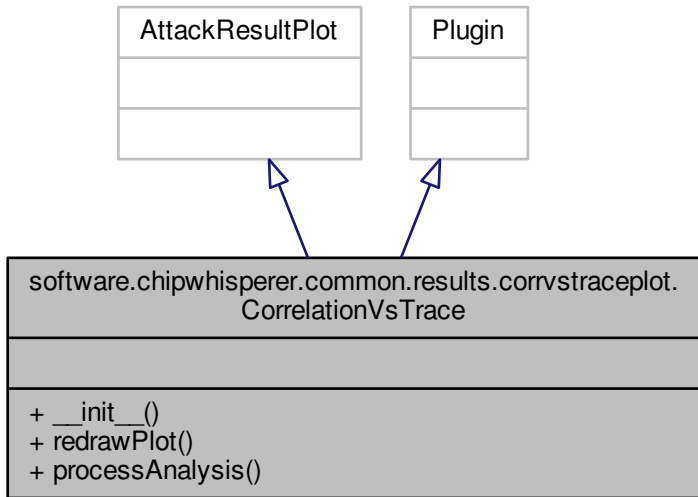 AttackResultPlot
Plugin
software.chipwhisperer.common.results.corrvstraceplot.
CorrelationVsTrace
+ __init__()
+ redrawPlot()
+ processAnalysis()